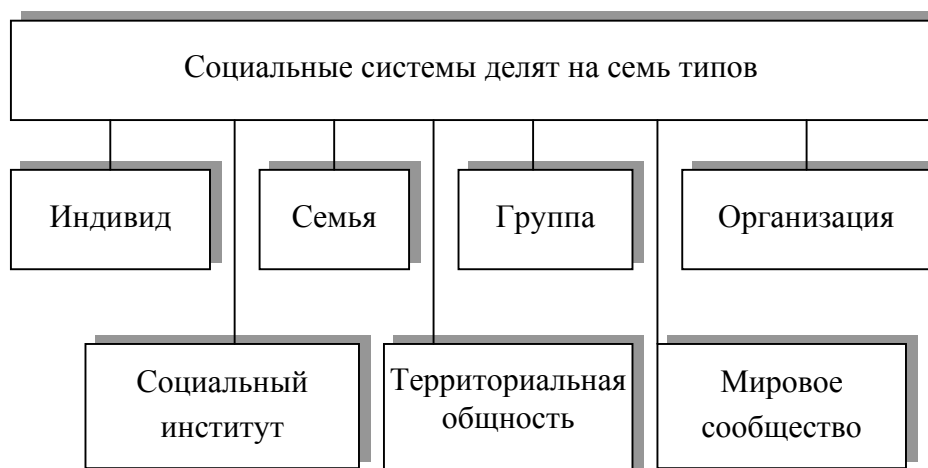 Социальные системы делят на семь типов
Индивид
Семья
Группа
Организация
Социальный
институт
Территориальная
общность
Мировое
сообщество